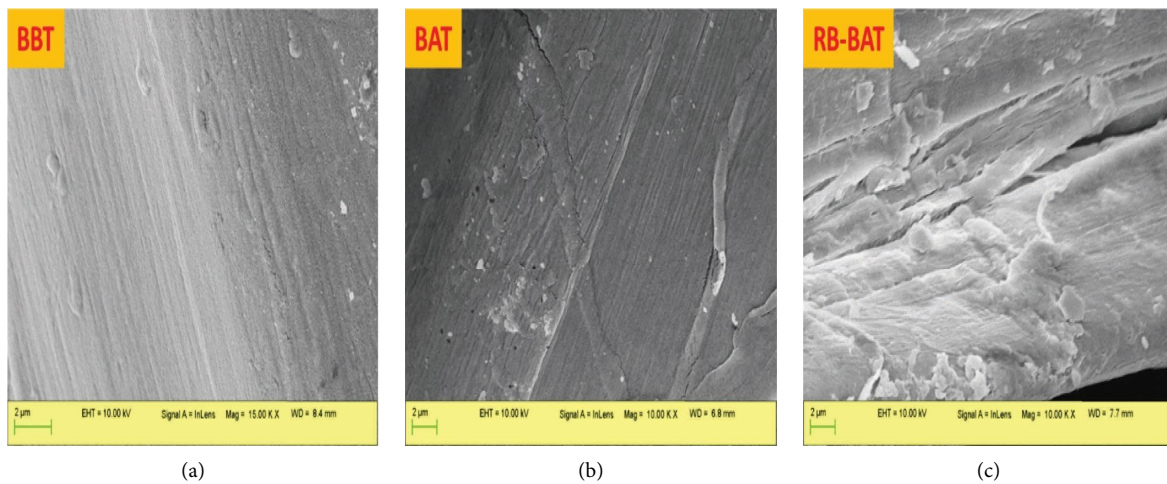 BBT
BAT
RB-BAT
2 µm EHT = 10.00 kV Signal A = InLens Mag = 15.00 K X WD = 8.4 mm
2 µm EHT = 10.00 kV Signal A = InLens Mag = 10.00 K X WD = 6.8 mm
2 µm EHT = 10.00 kV Signal A = InLens Mag = 10.00 K X WD = 7.7 mm
(a)
(b)
(c)